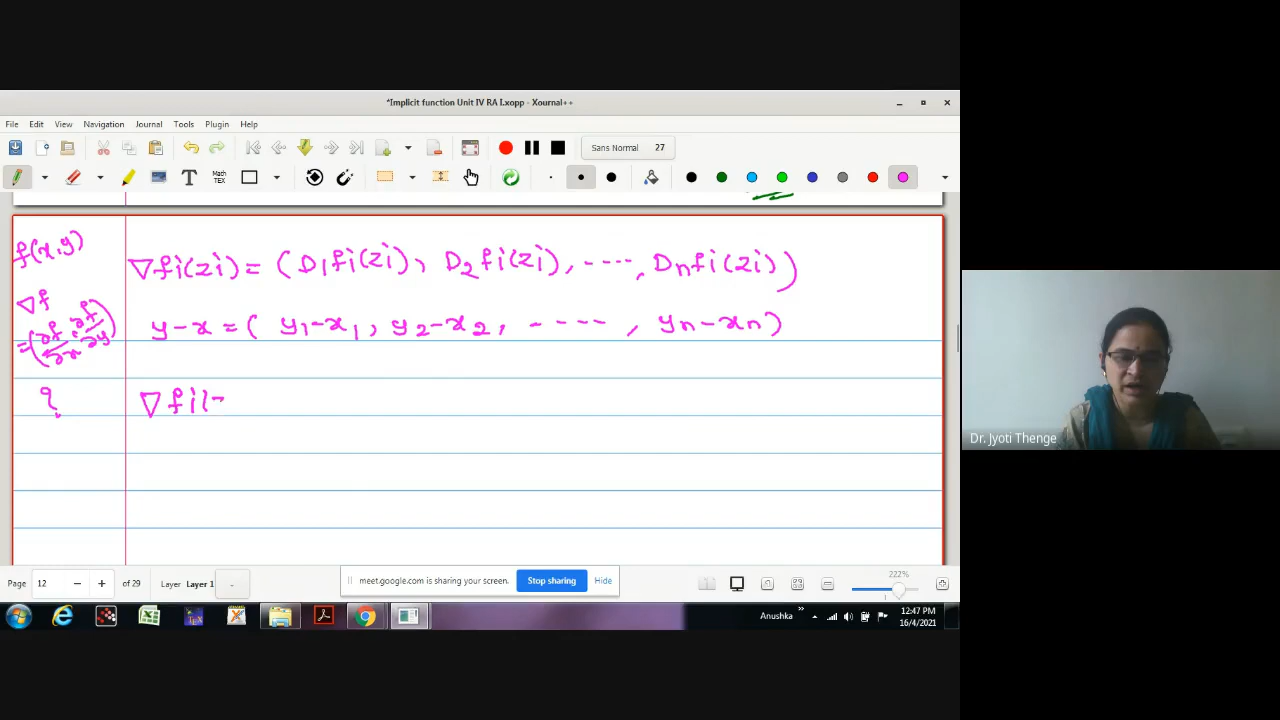 *Implicit function Unit IV RA I.xopp - Xournal++
File Edit View Navigation Journal Tools Plugin Help
Sans Normal 27
T Math TEX
f(x,y)
∇fi(zi) = (D1fi(zi), D2fi(zi), ----, Dnfi(zi))
∇f
=(∂f/∂x, ∂f/∂y)
y-x = (y1-x1, y2-x2, -----, yn-xn)
?
∇fi(-
Page 12 of 29 Layer Layer 1
meet.google.com is sharing your screen. Stop sharing Hide
222%
Anushka
12:47 PM
16/4/2021
Dr. Jyoti Thenge